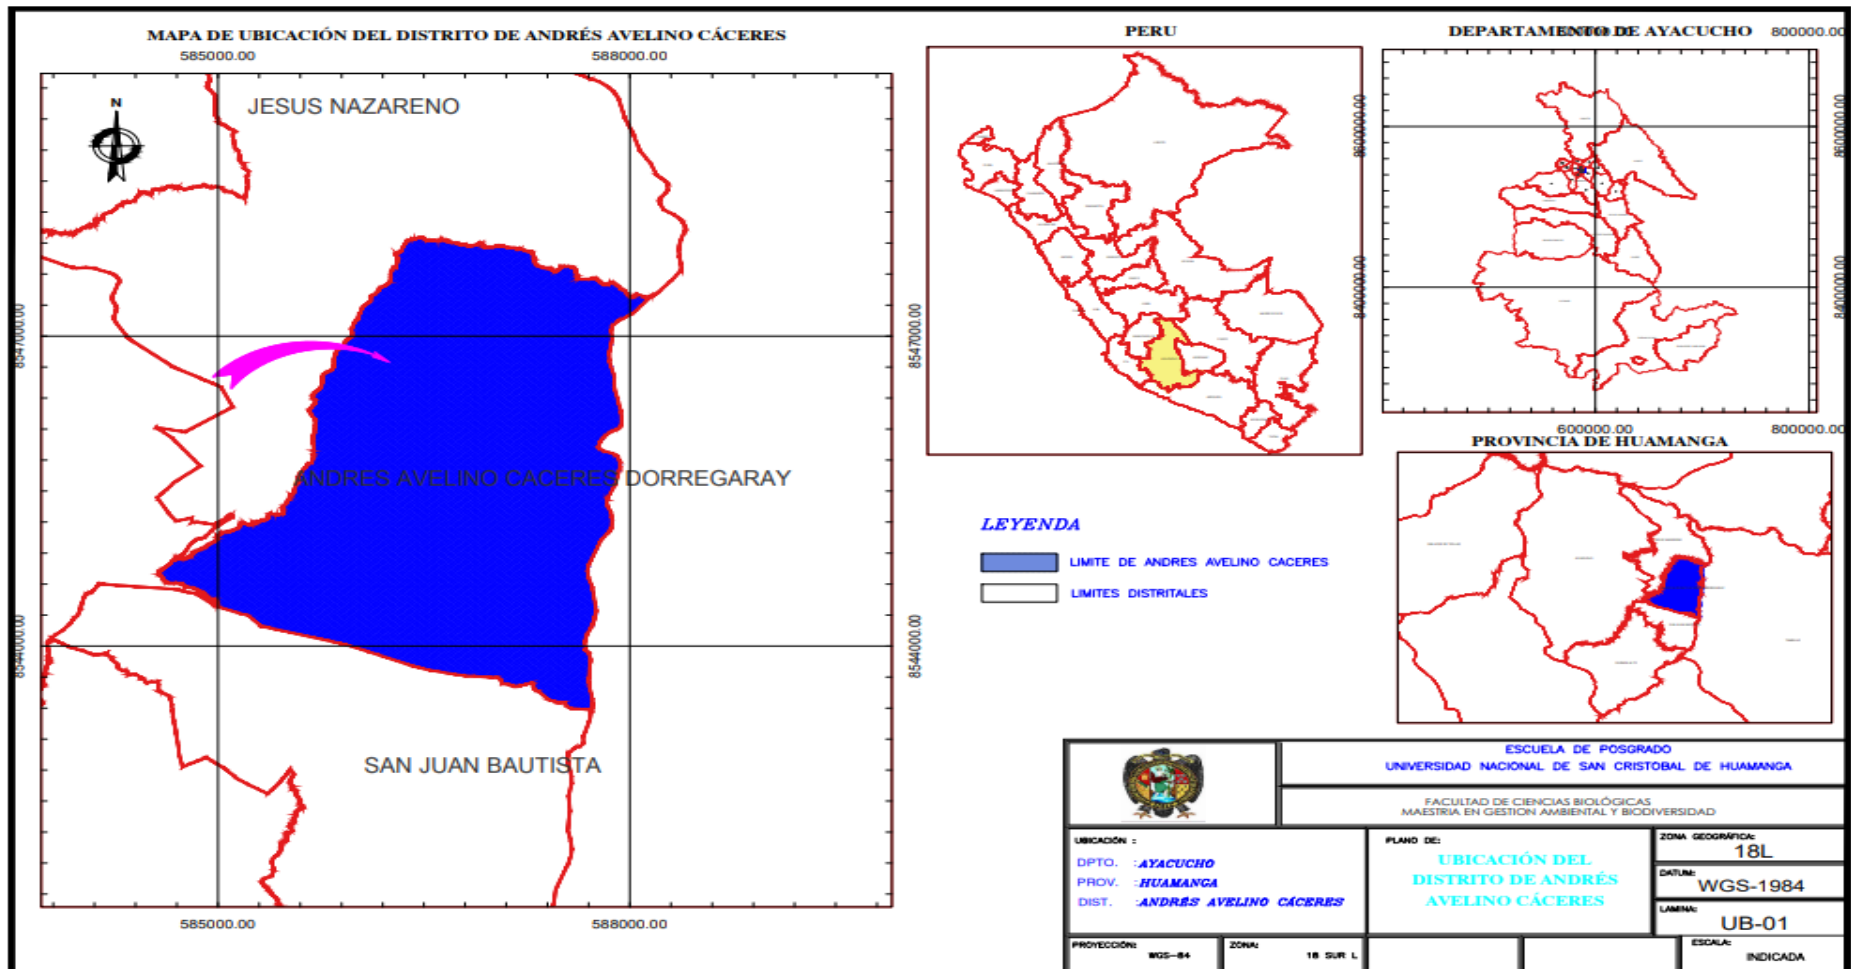 MAPA DE UBICACIÓN DEL DISTRITO DE ANDRÉS AVELINO CÁCERES
585000.00
588000.00
N
JESUS NAZARENO
8547000.00
8547000.00
ANDRES AVELINO CACERES DORREGARAY
8544000.00
8544000.00
SAN JUAN BAUTISTA
585000.00
588000.00
PERU
DEPARTAMENTO DE AYACUCHO
800000.00
8600000.00
8600000.00
8400000.00
8400000.00
600000.00
800000.00
PROVINCIA DE HUAMANGA
LEYENDA
LIMITE DE ANDRES AVELINO CACERES
LIMITES DISTRITALES
ESCUELA DE POSGRADO
UNIVERSIDAD NACIONAL DE SAN CRISTOBAL DE HUAMANGA
FACULTAD DE CIENCIAS BIOLÓGICAS
MAESTRIA EN GESTION AMBIENTAL Y BIODIVERSIDAD
UBICACIÓN :
DPTO. : AYACUCHO
PROV. : HUAMANGA
DIST. : ANDRÉS AVELINO CÁCERES
PLANO DE:
UBICACIÓN DEL
DISTRITO DE ANDRÉS
AVELINO CÁCERES
ZONA GEOGRÁFICA:
18L
DATUM:
WGS-1984
LAMINA:
UB-01
PROYECCIÓN:
WGS-84
ZONA:
18 SUR L
ESCALA:
INDICADA